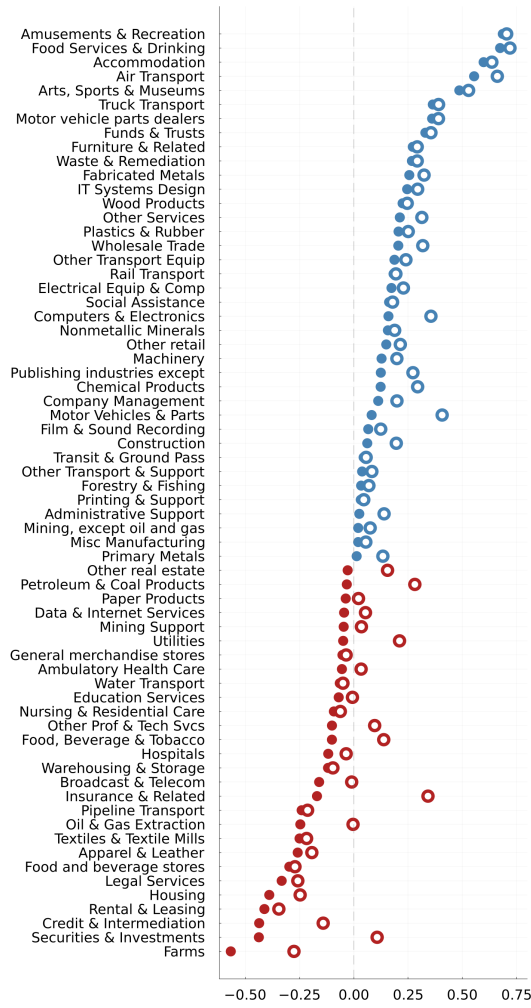 Amusements & Recreation
Food Services & Drinking
Accommodation
Air Transport
Arts, Sports & Museums
Truck Transport
Motor vehicle parts dealers
Funds & Trusts
Furniture & Related
Waste & Remediation
Fabricated Metals
IT Systems Design
Wood Products
Other Services
Plastics & Rubber
Wholesale Trade
Other Transport Equip
Rail Transport
Electrical Equip & Comp
Social Assistance
Computers & Electronics
Nonmetallic Minerals
Other retail
Machinery
Publishing industries except
Chemical Products
Company Management
Motor Vehicles & Parts
Film & Sound Recording
Construction
Transit & Ground Pass
Other Transport & Support
Forestry & Fishing
Printing & Support
Administrative Support
Mining, except oil and gas
Misc Manufacturing
Primary Metals
Other real estate
Petroleum & Coal Products
Paper Products
Data & Internet Services
Mining Support
Utilities
General merchandise stores
Ambulatory Health Care
Water Transport
Education Services
Nursing & Residential Care
Other Prof & Tech Svcs
Food, Beverage & Tobacco
Hospitals
Warehousing & Storage
Broadcast & Telecom
Insurance & Related
Pipeline Transport
Oil & Gas Extraction
Textiles & Textile Mills
Apparel & Leather
Food and beverage stores
Legal Services
Housing
Rental & Leasing
Credit & Intermediation
Securities & Investments
Farms
−0.50 −0.25 0.00 0.25 0.50 0.75